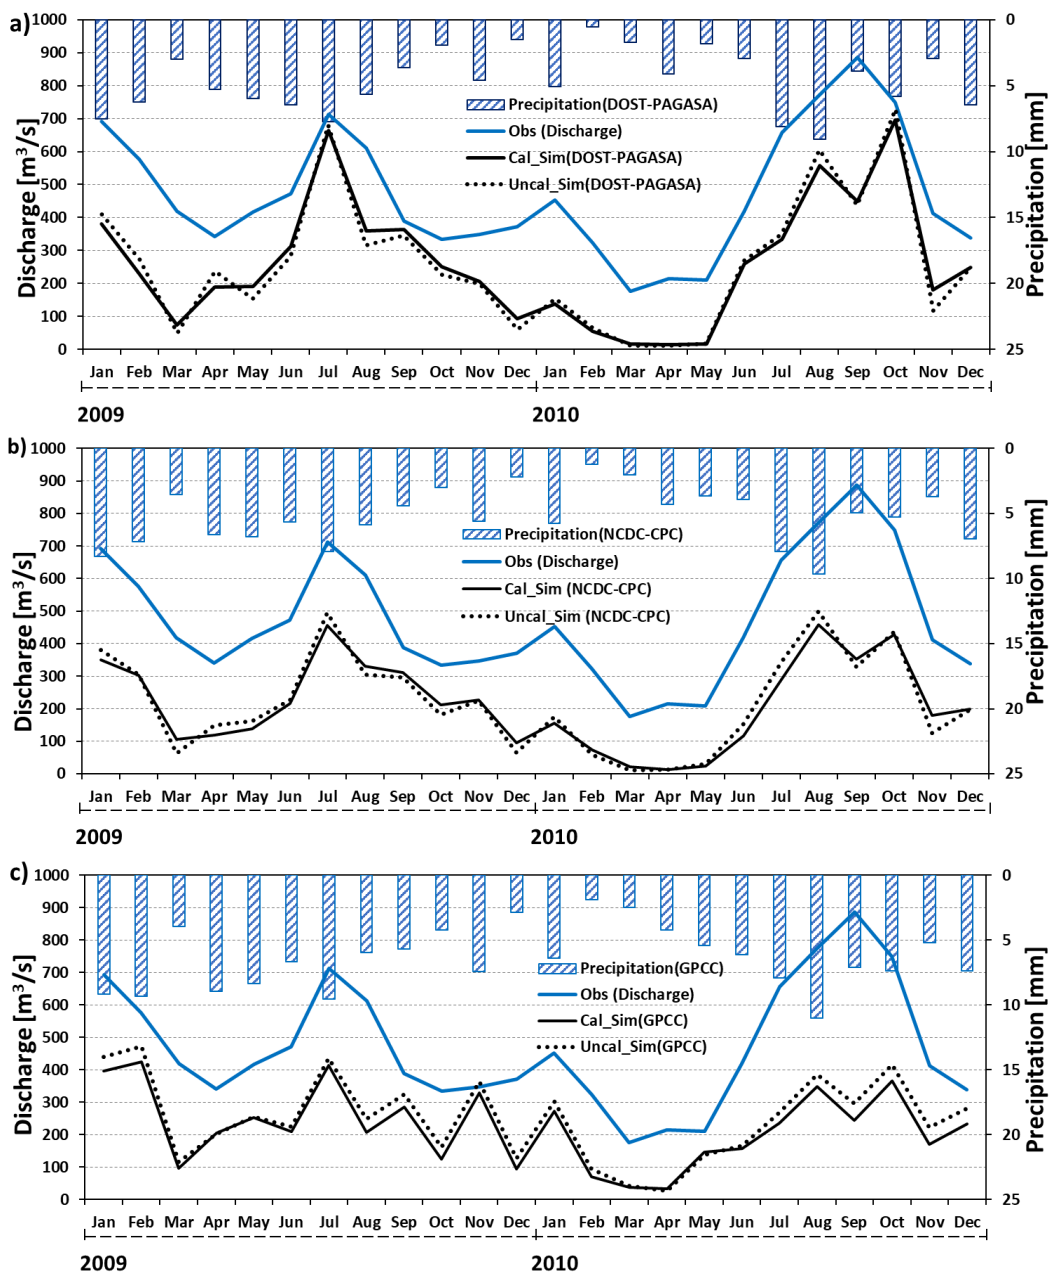 a)
1000
900
800
700
600
500
400
300
200
100
0
Discharge [m³/s]
0
5
10
15
20
25
Precipitation [mm]
Precipitation(DOST-PAGASA)
Obs (Discharge)
Cal_Sim(DOST-PAGASA)
Uncal_Sim(DOST-PAGASA)
Jan Feb Mar Apr May Jun Jul Aug Sep Oct Nov Dec Jan Feb Mar Apr May Jun Jul Aug Sep Oct Nov Dec
2009 2010
b)
1000
900
800
700
600
500
400
300
200
100
0
Discharge [m³/s]
0
5
10
15
20
25
Precipitation [mm]
Precipitation(NCDC-CPC)
Obs (Discharge)
Cal_Sim (NCDC-CPC)
Uncal_Sim (NCDC-CPC)
Jan Feb Mar Apr May Jun Jul Aug Sep Oct Nov Dec Jan Feb Mar Apr May Jun Jul Aug Sep Oct Nov Dec
2009 2010
c)
1000
900
800
700
600
500
400
300
200
100
0
Discharge [m³/s]
0
5
10
15
20
25
Precipitation [mm]
Precipitation(GPCC)
Obs (Discharge)
Cal_Sim(GPCC)
Uncal_Sim(GPCC)
Jan Feb Mar Apr May Jun Jul Aug Sep Oct Nov Dec Jan Feb Mar Apr May Jun Jul Aug Sep Oct Nov Dec
2009 2010